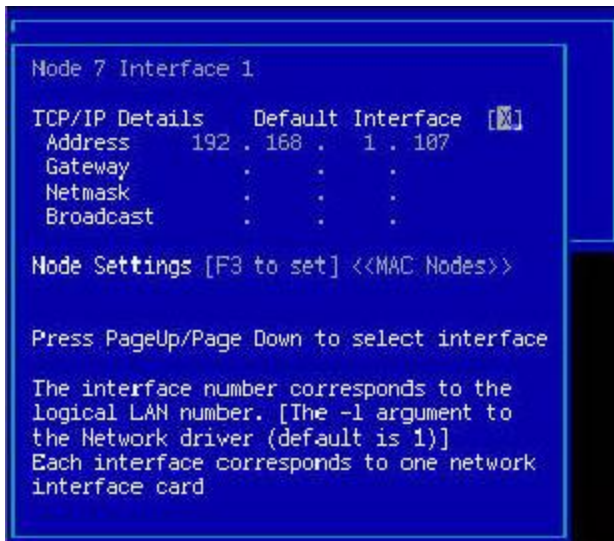 Node 7 Interface 1
TCP/IP Details Default Interface [X]
Address 192 . 168 . 1 . 107
Gateway . . .
Netmask . . .
Broadcast . . .
Node Settings [F3 to set] <<MAC Nodes>>
Press PageUp/Page Down to select interface
The interface number corresponds to the
logical LAN number. [The -l argument to
the Network driver (default is 1)]
Each interface corresponds to one network
interface card